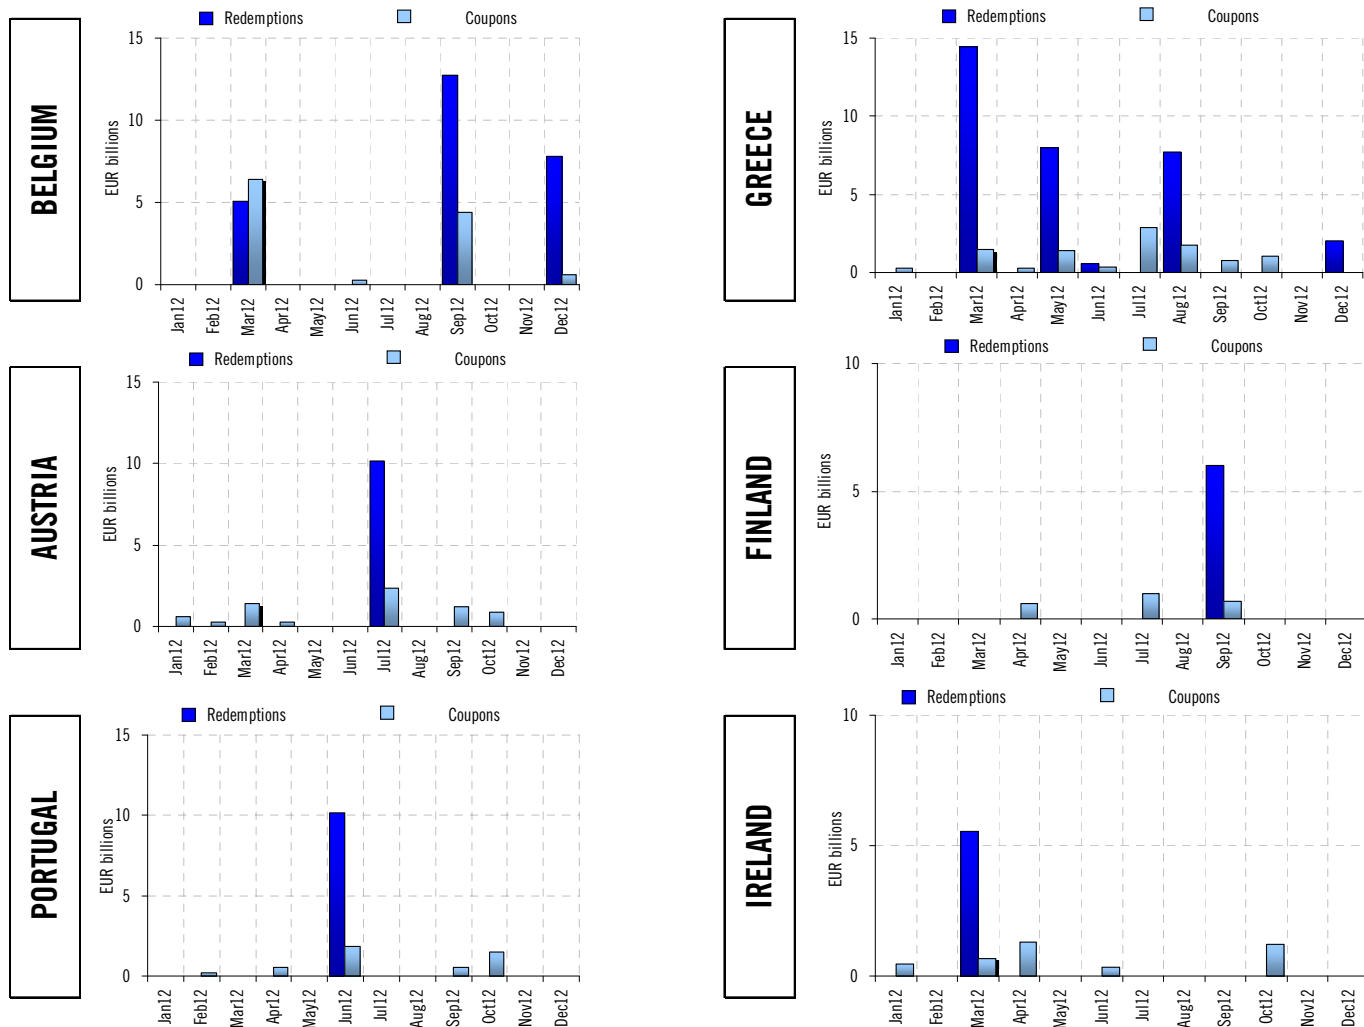 BELGIUM
Redemptions Coupons
EUR billions
15
10
5
0
Jan12 Feb12 Mar12 Apr12 May12 Jun12 Jul12 Aug12 Sep12 Oct12 Nov12 Dec12
GREECE
Redemptions Coupons
EUR billions
15
10
5
0
Jan12 Feb12 Mar12 Apr12 May12 Jun12 Jul12 Aug12 Sep12 Oct12 Nov12 Dec12
AUSTRIA
Redemptions Coupons
EUR billions
15
10
5
0
Jan12 Feb12 Mar12 Apr12 May12 Jun12 Jul12 Aug12 Sep12 Oct12 Nov12 Dec12
FINLAND
Redemptions Coupons
EUR billions
10
5
0
Jan12 Feb12 Mar12 Apr12 May12 Jun12 Jul12 Aug12 Sep12 Oct12 Nov12 Dec12
PORTUGAL
Redemptions Coupons
EUR billions
15
10
5
0
Jan12 Feb12 Mar12 Apr12 May12 Jun12 Jul12 Aug12 Sep12 Oct12 Nov12 Dec12
IRELAND
Redemptions Coupons
EUR billions
10
5
0
Jan12 Feb12 Mar12 Apr12 May12 Jun12 Jul12 Aug12 Sep12 Oct12 Nov12 Dec12